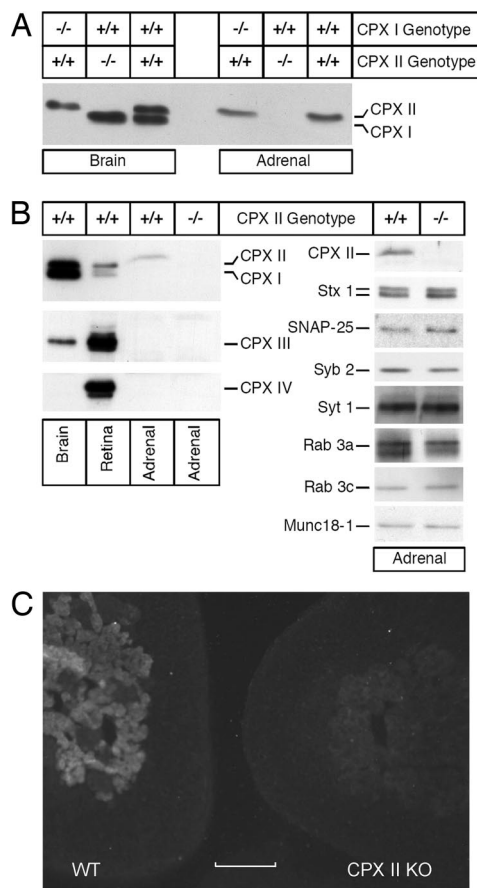 A
-/- +/+ +/+ -/- +/+ +/+ CPX I Genotype
+/+ -/- +/+ +/+ -/- +/+ CPX II Genotype
CPX II
CPX I
Brain Adrenal
B
+/+ +/+ +/+ -/- CPX II Genotype +/+ -/-
CPX II
CPX I
CPX III
CPX IV
Brain
Retina
Adrenal
Adrenal
CPX II
Stx 1
SNAP-25
Syb 2
Syt 1
Rab 3a
Rab 3c
Munc18-1
Adrenal
C
WT CPX II KO